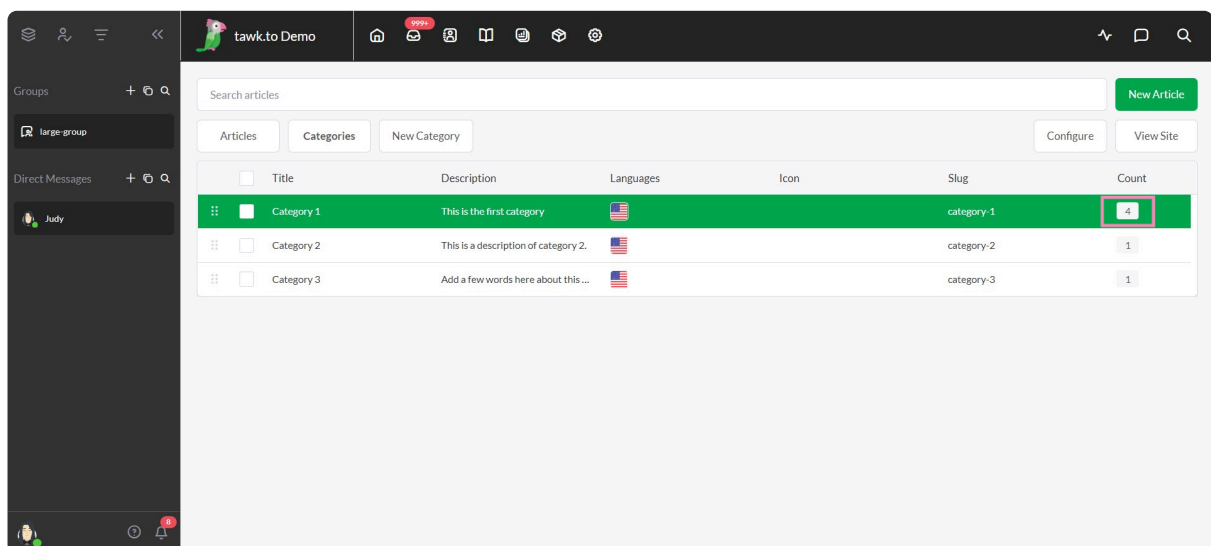 tawk.to Demo
999+
Groups
large-group
Direct Messages
Judy
8
Search articles
New Article
Articles
Categories
New Category
Configure
View Site
Title Description Languages Icon Slug Count
Category 1 This is the first category category-1 4
Category 2 This is a description of category 2. category-2 1
Category 3 Add a few words here about this ... category-3 1